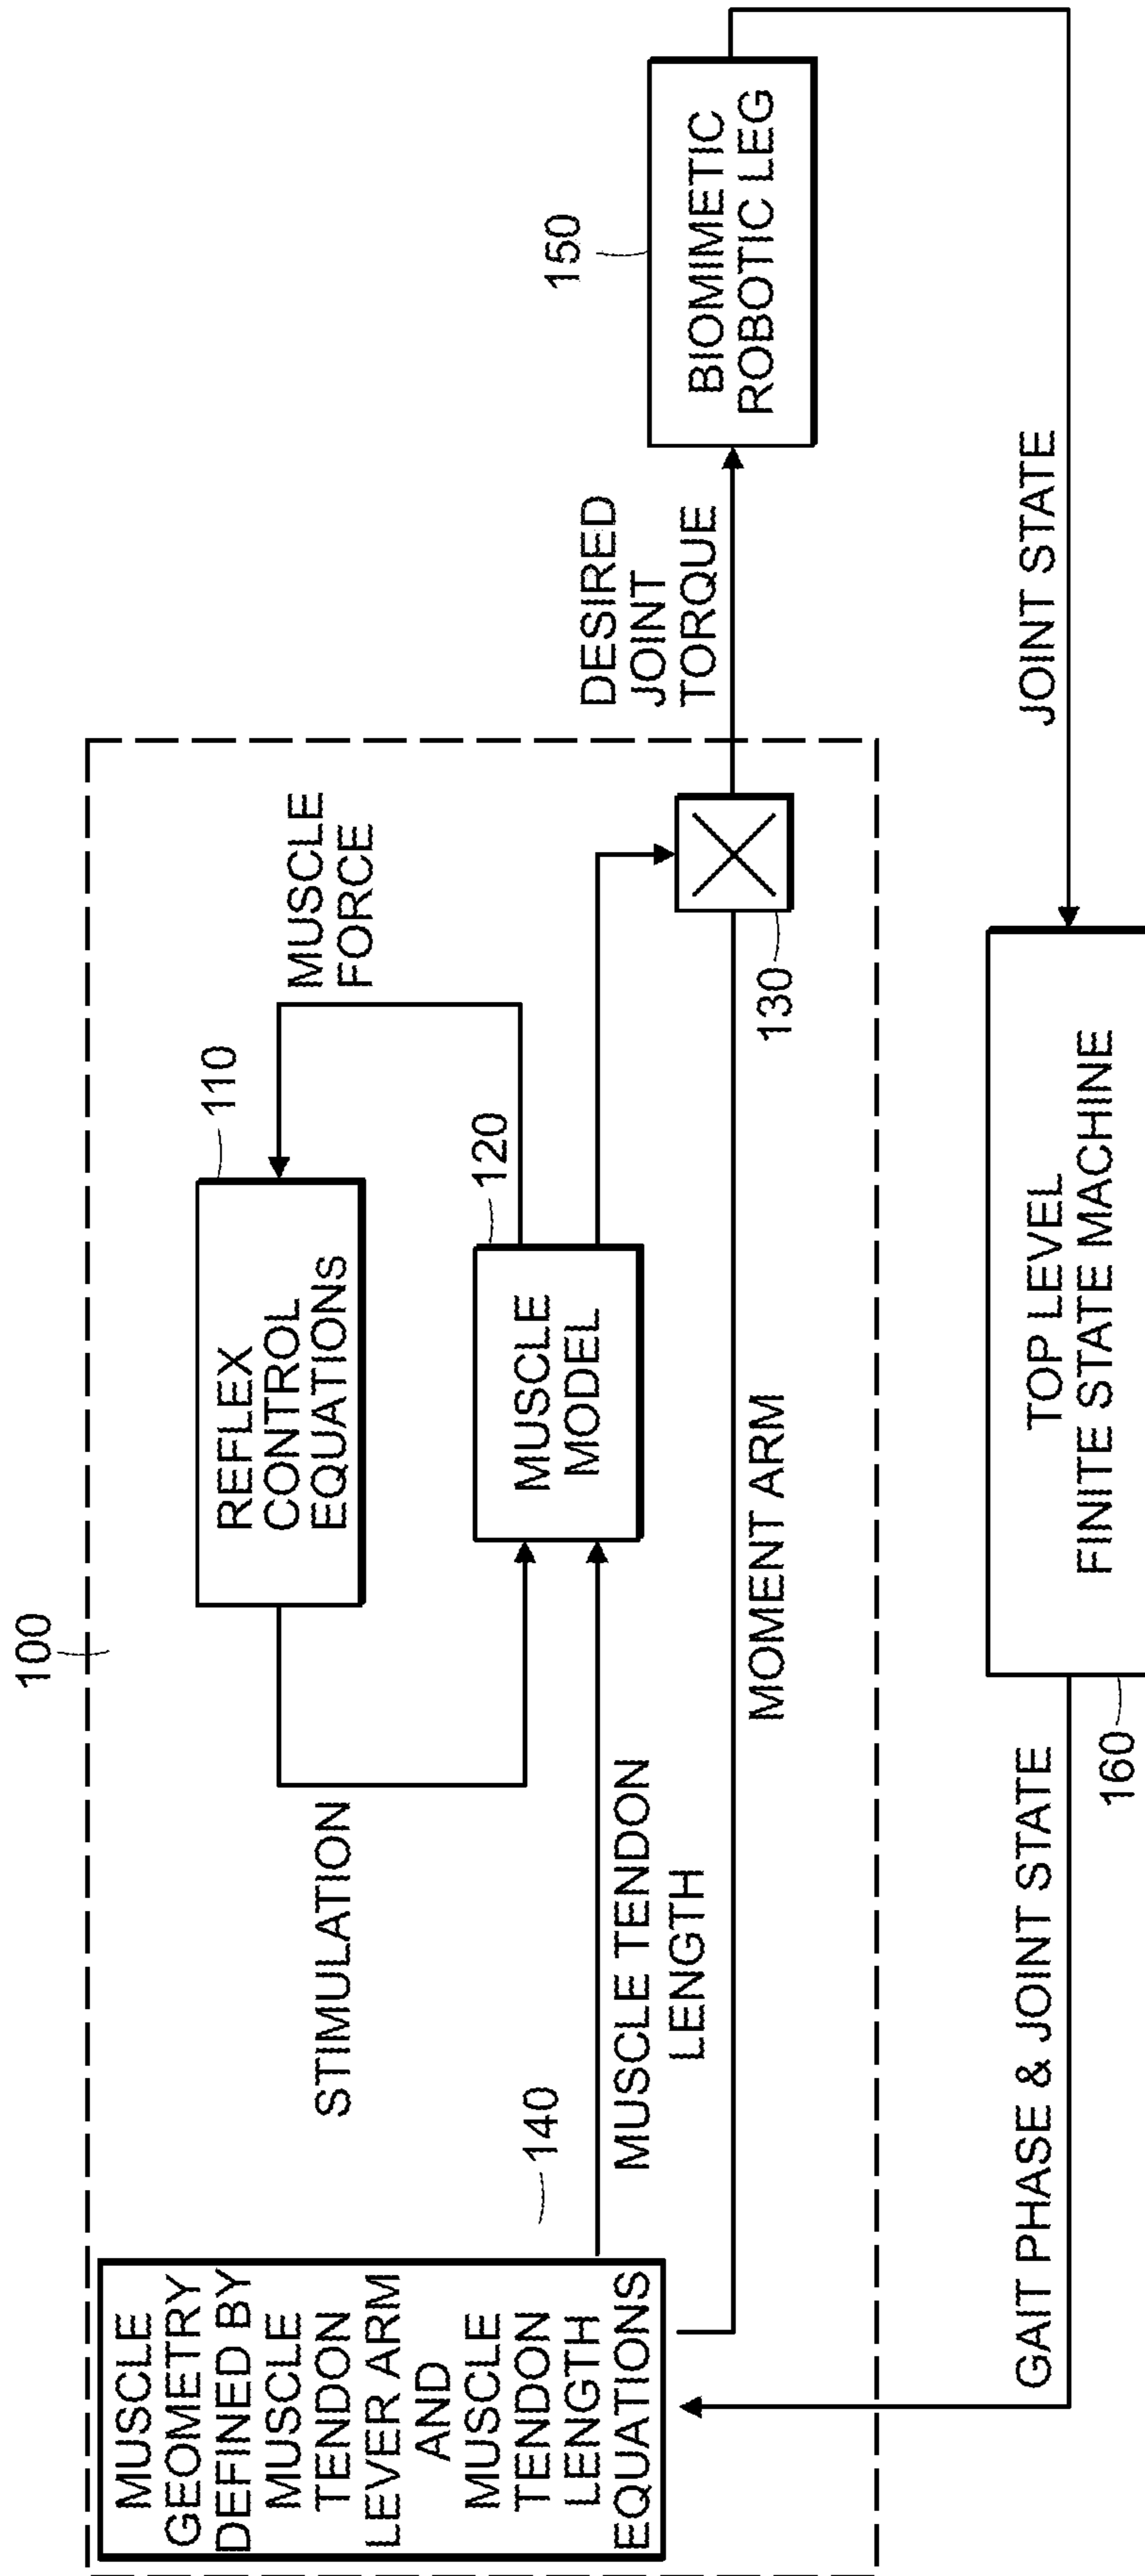 100
MUSCLE
GEOMETRY
DEFINED BY
MUSCLE
TENDON
LEVER ARM
AND
MUSCLE
TENDON
LENGTH
EQUATIONS
140
STIMULATION
REFLEX
CONTROL
EQUATIONS
110
MUSCLE
FORCE
MUSCLE
MODEL
120
MUSCLE TENDON
LENGTH
MOMENT ARM
130
DESIRED
JOINT
TORQUE
150
BIOMIMETIC
ROBOTIC LEG
JOINT STATE
TOP LEVEL
FINITE STATE MACHINE
160
GAIT PHASE & JOINT STATE